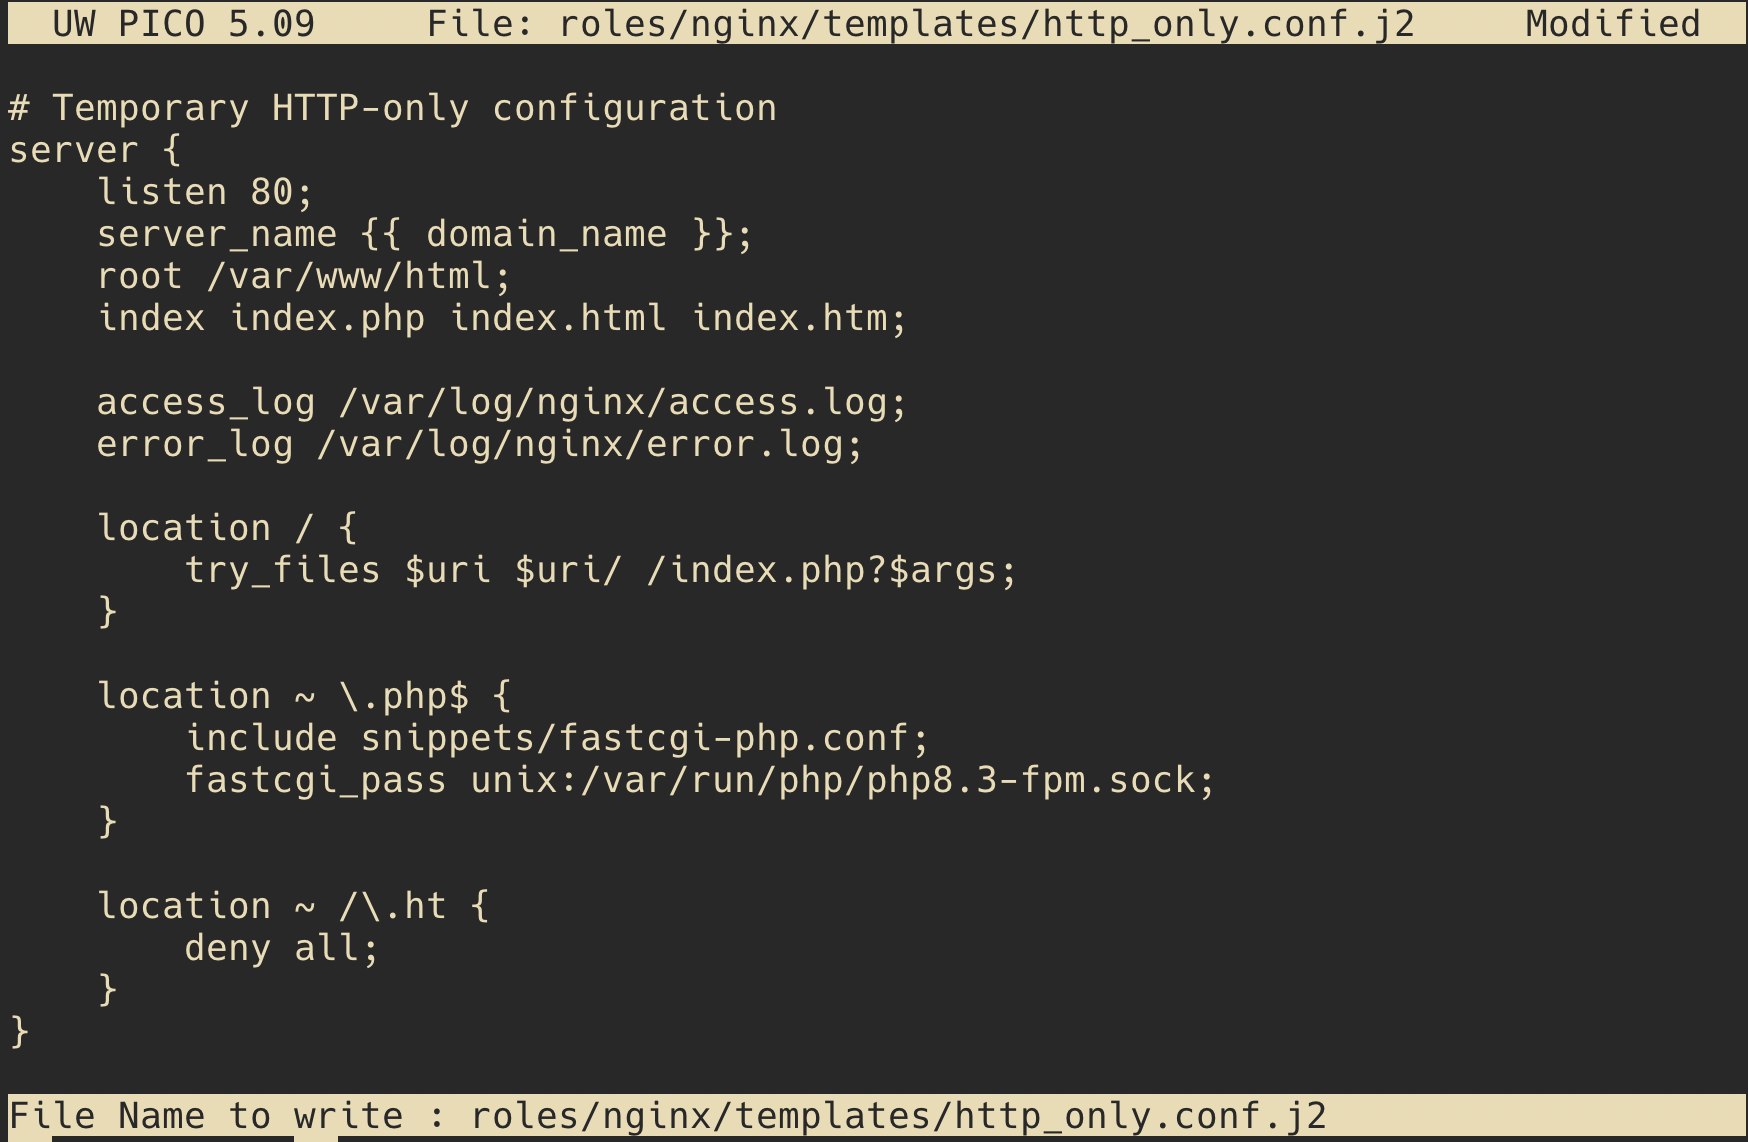 UW PICO 5.09     File: roles/nginx/templates/http_only.conf.j2     Modified
# Temporary HTTP-only configuration
server {
    listen 80;
    server_name {{ domain_name }};
    root /var/www/html;
    index index.php index.html index.htm;

    access_log /var/log/nginx/access.log;
    error_log /var/log/nginx/error.log;

    location / {
        try_files $uri $uri/ /index.php?$args;
    }

    location ~ \.php$ {
        include snippets/fastcgi-php.conf;
        fastcgi_pass unix:/var/run/php/php8.3-fpm.sock;
    }

    location ~ /\.ht {
        deny all;
    }
}
File Name to write : roles/nginx/templates/http_only.conf.j2